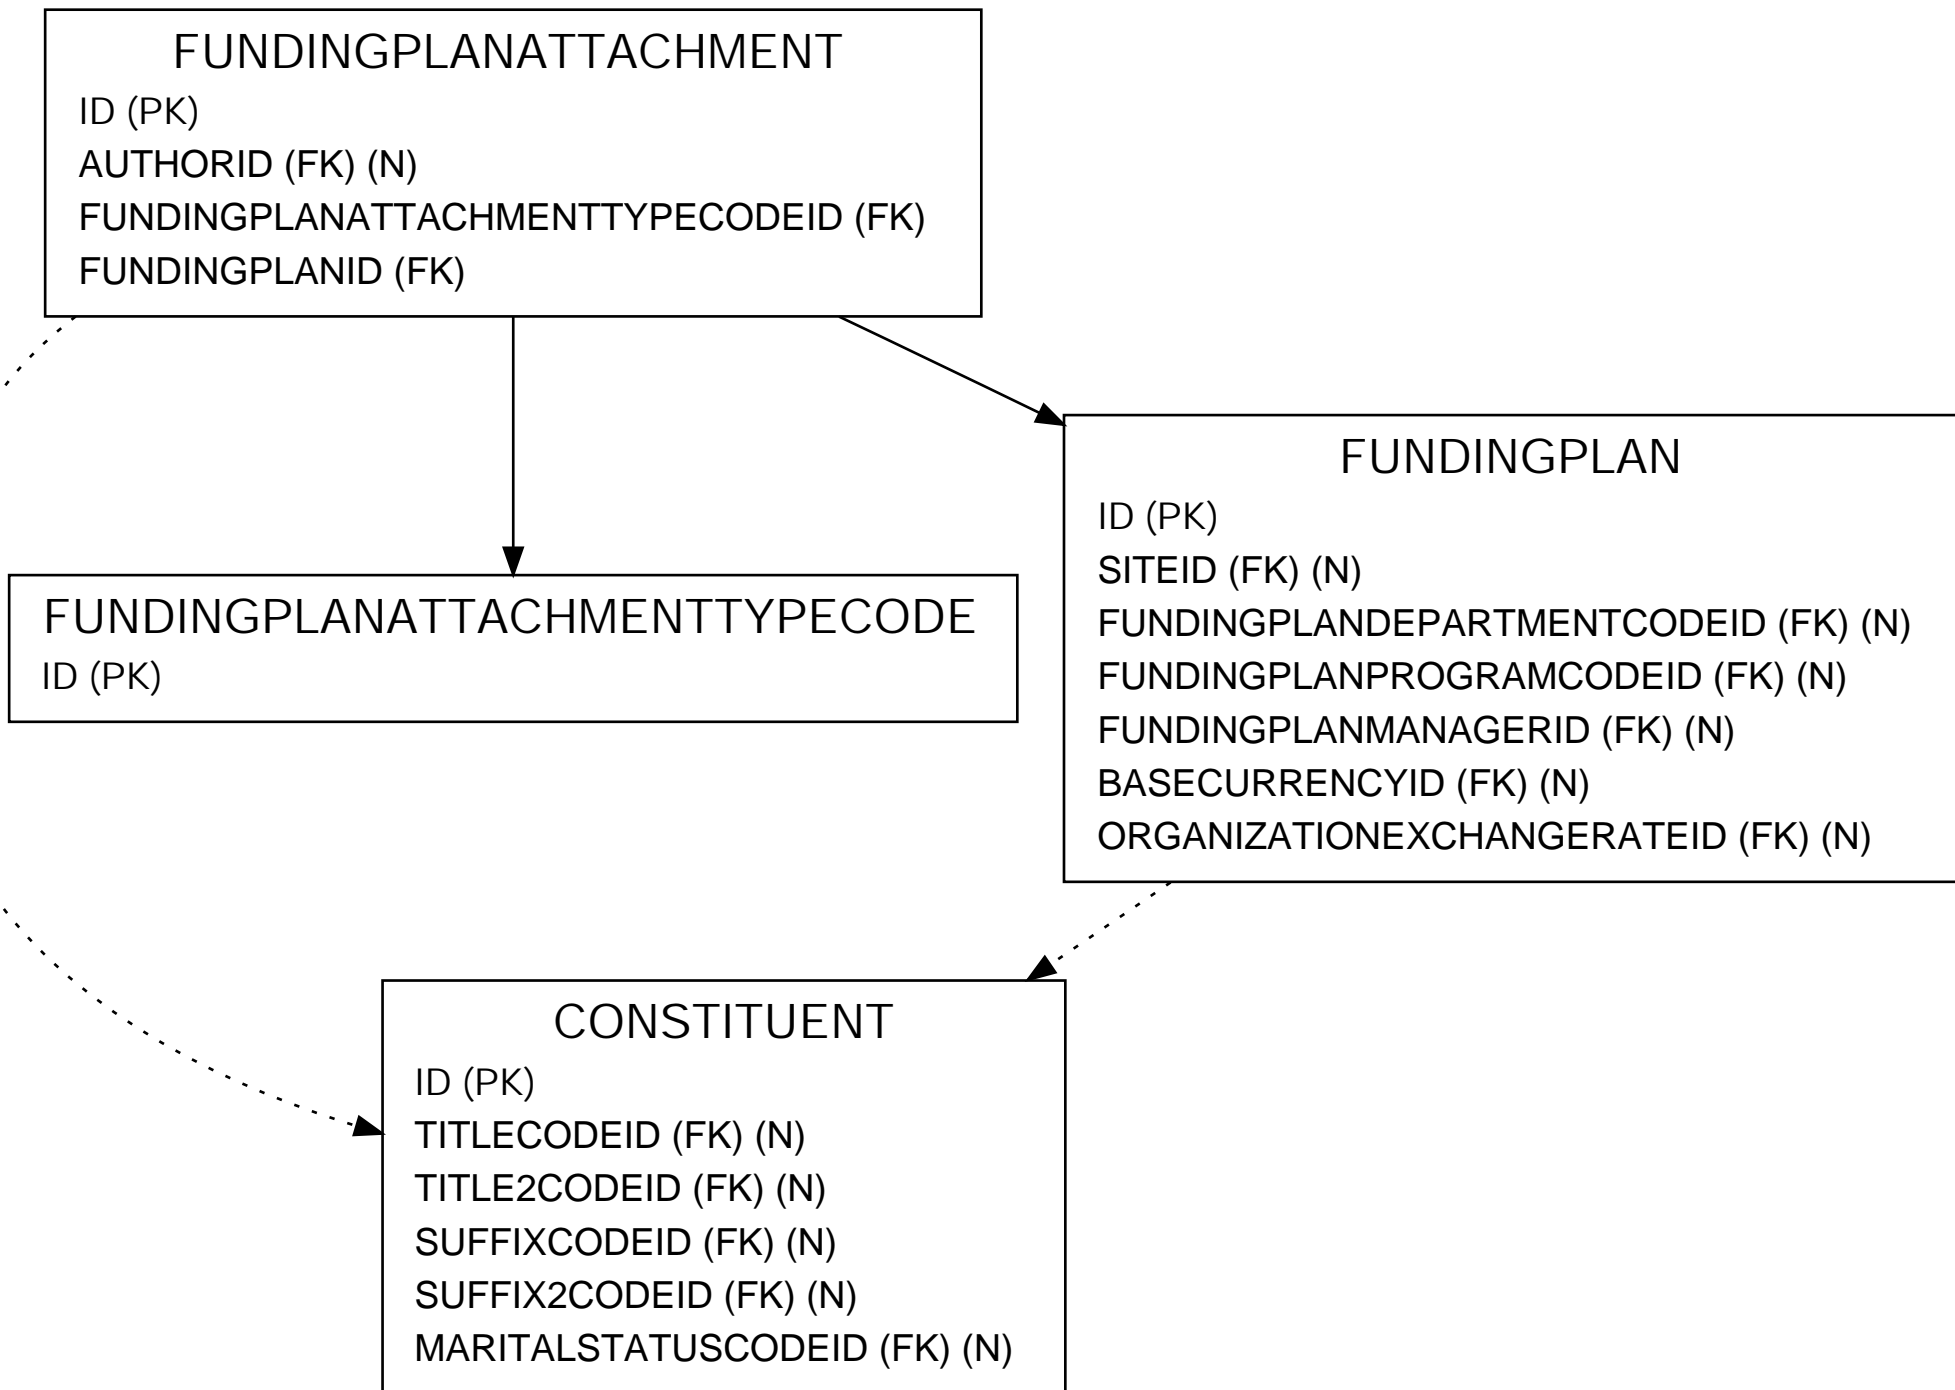 FUNDINGPLANATTACHMENT
ID (PK)
AUTHORID (FK) (N)
FUNDINGPLANATTACHMENTTYPECODEID (FK)
FUNDINGPLANID (FK)
FUNDINGPLAN
ID (PK)
SITEID (FK) (N)
FUNDINGPLANDEPARTMENTCODEID (FK) (N)
FUNDINGPLANPROGRAMCODEID (FK) (N)
FUNDINGPLANMANAGERID (FK) (N)
BASECURRENCYID (FK) (N)
ORGANIZATIONEXCHANGERATEID (FK) (N)
FUNDINGPLANATTACHMENTTYPECODE
ID (PK)
CONSTITUENT
ID (PK)
TITLECODEID (FK) (N)
TITLE2CODEID (FK) (N)
SUFFIXCODEID (FK) (N)
SUFFIX2CODEID (FK) (N)
MARITALSTATUSCODEID (FK) (N)